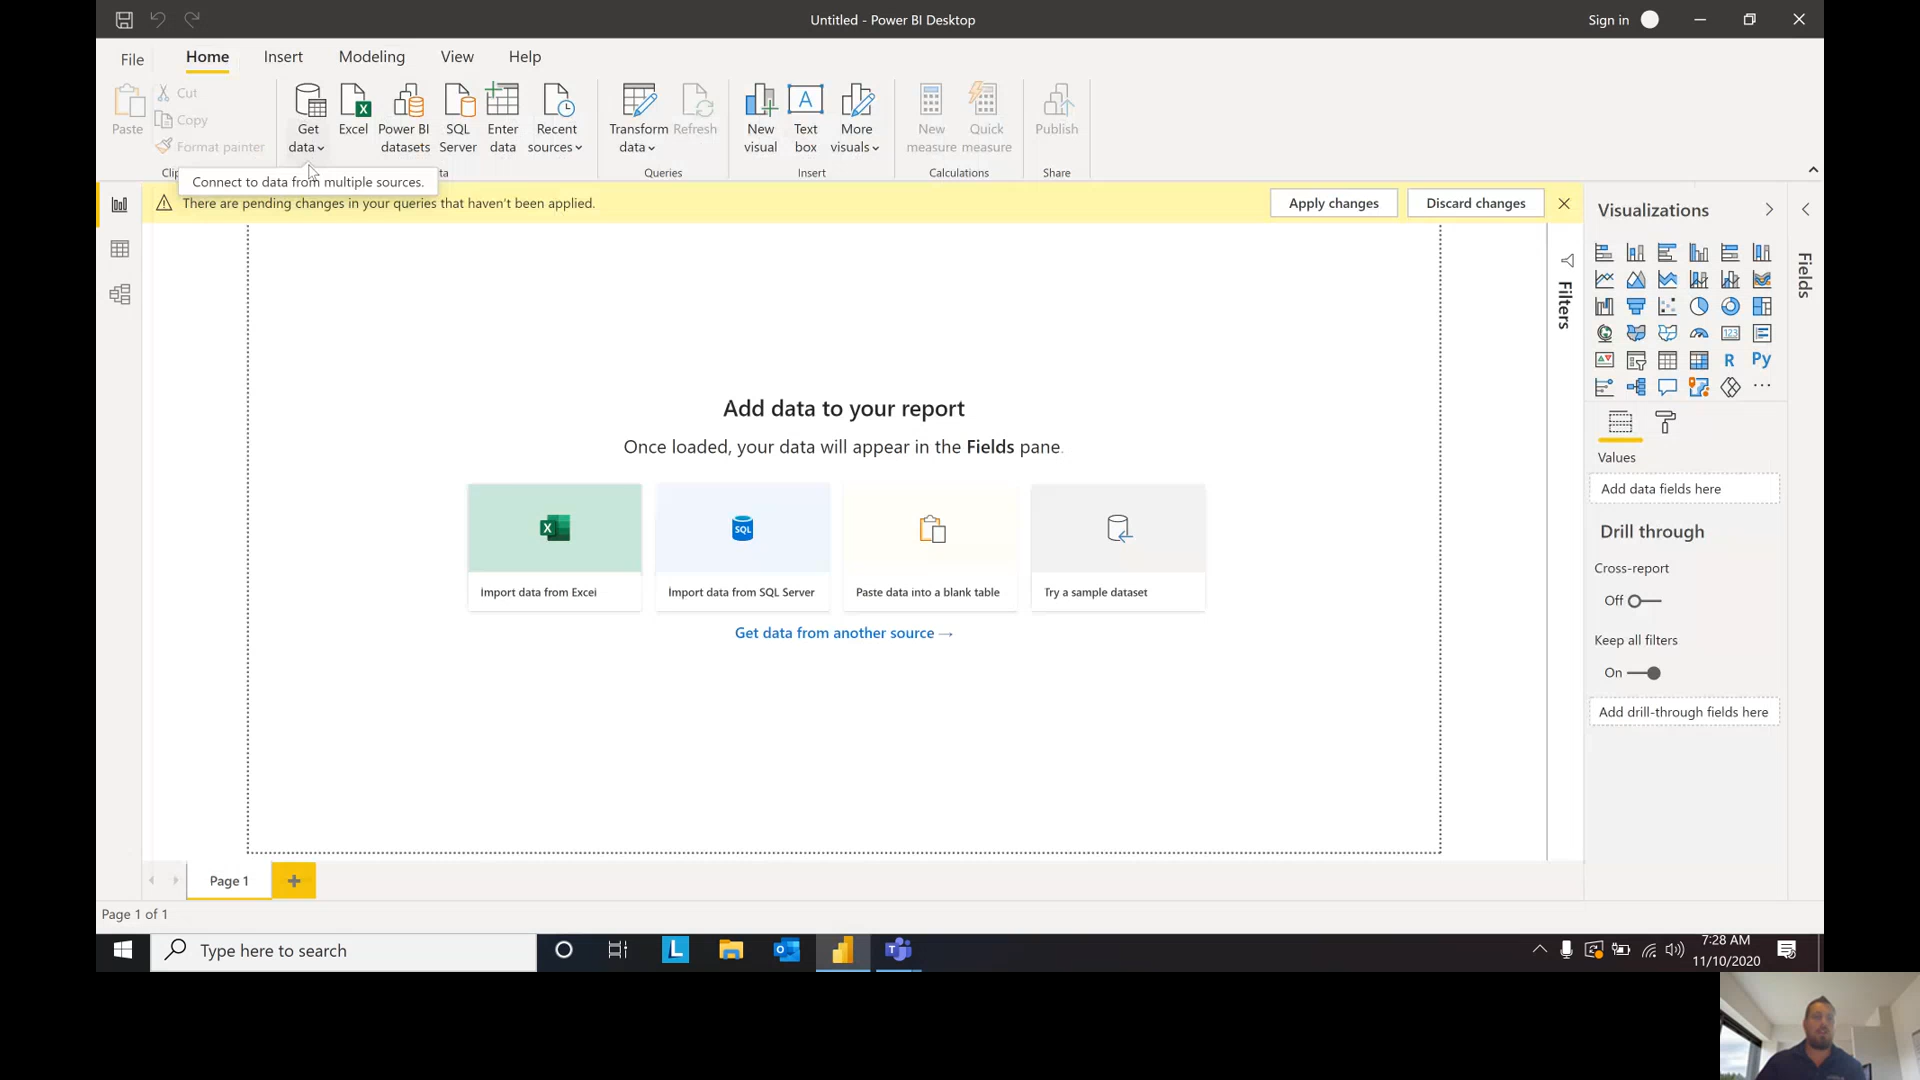 Untitled - Power BI Desktop
Sign in
File
Home
Insert
Modeling
View
Help
Paste
Cut
Copy
Format painter
Get data
Excel
Power BI datasets
SQL Server
Enter data
Recent sources
Transform data
Refresh
New visual
Text box
More visuals
New measure
Quick measure
Publish
Queries
Insert
Calculations
Share
Connect to data from multiple sources.
There are pending changes in your queries that haven't been applied.
Apply changes
Discard changes
Visualizations
Fields
Filters
Add data to your report
Once loaded, your data will appear in the Fields pane.
X
SQL
Import data from Excel
Import data from SQL Server
Paste data into a blank table
Try a sample dataset
Get data from another source →
R
Py
123
Values
Add data fields here
Drill through
Cross-report
Off
Keep all filters
On
Add drill-through fields here
Page 1
Page 1 of 1
Type here to search
L
7:28 AM
11/10/2020